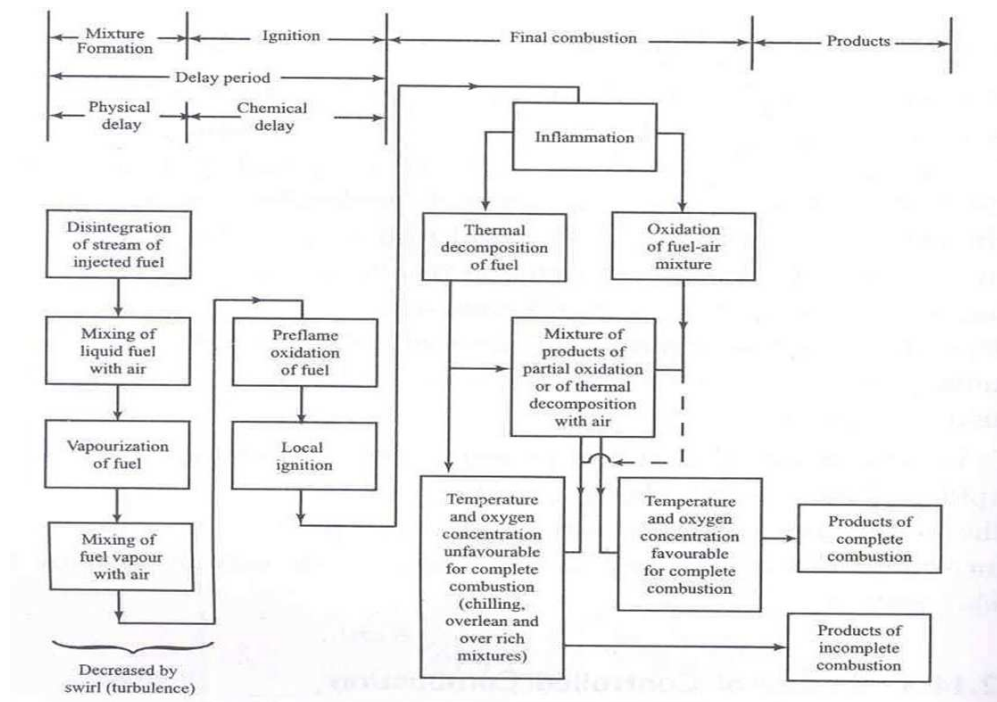 Mixture
Formation
Ignition
Final combustion
Products
Delay period
Physical
delay
Chemical
delay
Inflammation
Disintegration
of stream of
injected fuel
Thermal
decomposition
of fuel
Oxidation
of fuel-air
mixture
Mixing of
liquid fuel
with air
Preflame
oxidation
of fuel
Mixture of
products of
partial oxidation
or of thermal
decomposition
with air
Vapourization
of fuel
Local
ignition
Mixing of
fuel vapour
with air
Temperature
and oxygen
concentration
unfavourable
for complete
combustion
(chilling,
overlean and
over rich
mixtures)
Temperature
and oxygen
concentration
favourable
for complete
combustion
Products of
complete
combustion
Products of
incomplete
combustion
Decreased by
swirl (turbulence)